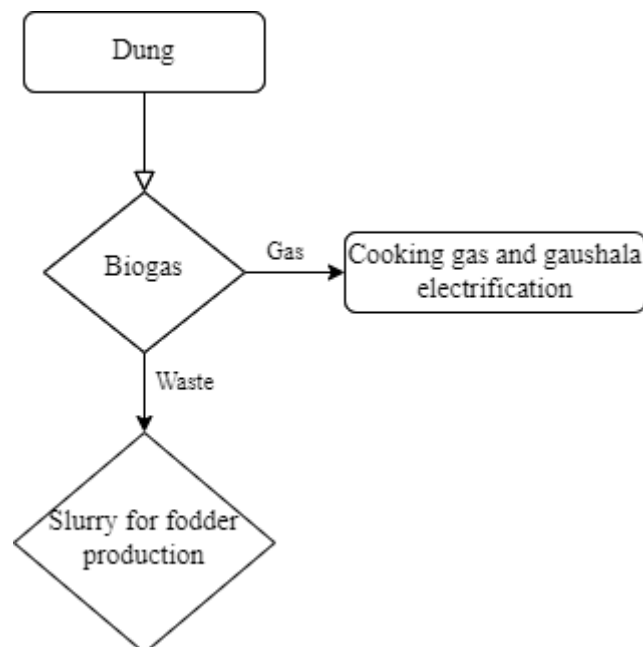 Dung
Biogas
Gas
Cooking gas and gaushala
electrification
Waste
Slurry for fodder
production